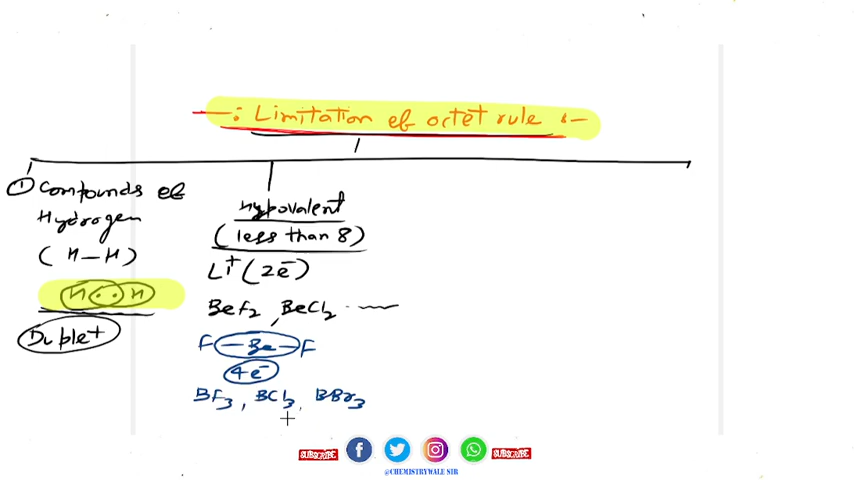 -: Limitation of octet rule :-
① Compounds of
Hydrogen
(H-H)
H : H
Duplet
Hypovalent
(less than 8)
Li⁺ (2e⁻)
BeF₂, BeCl₂
F-Be-F
4e⁻
BF₃, BCl₃, BBr₃
SUBSCRIBE
SUBSCRIBE
@CHEMISTRYWALE SIR